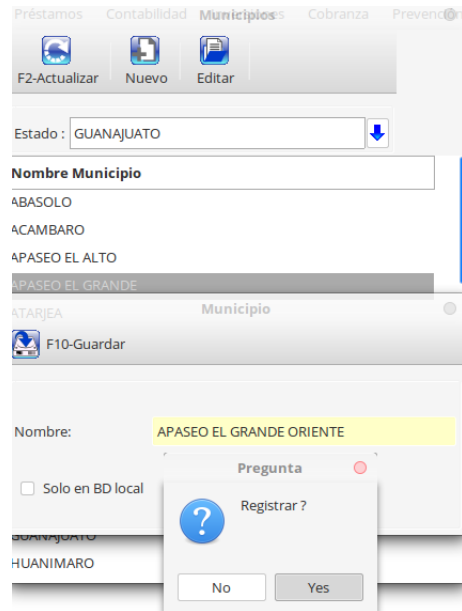 Préstamos Contabilidad Municipios Cobranza
F2-Actualizar Nuevo Editar
Estado : GUANAJUATO
Nombre Municipio
ABASOLO
ACAMBARO
APASEO EL ALTO
APASEO EL GRANDE
ATARJEA
Municipio
F10-Guardar
Nombre: APASEO EL GRANDE ORIENTE
Solo en BD local
Pregunta
Registrar ?
No Yes
GUANAJUATO
HUANIMARO